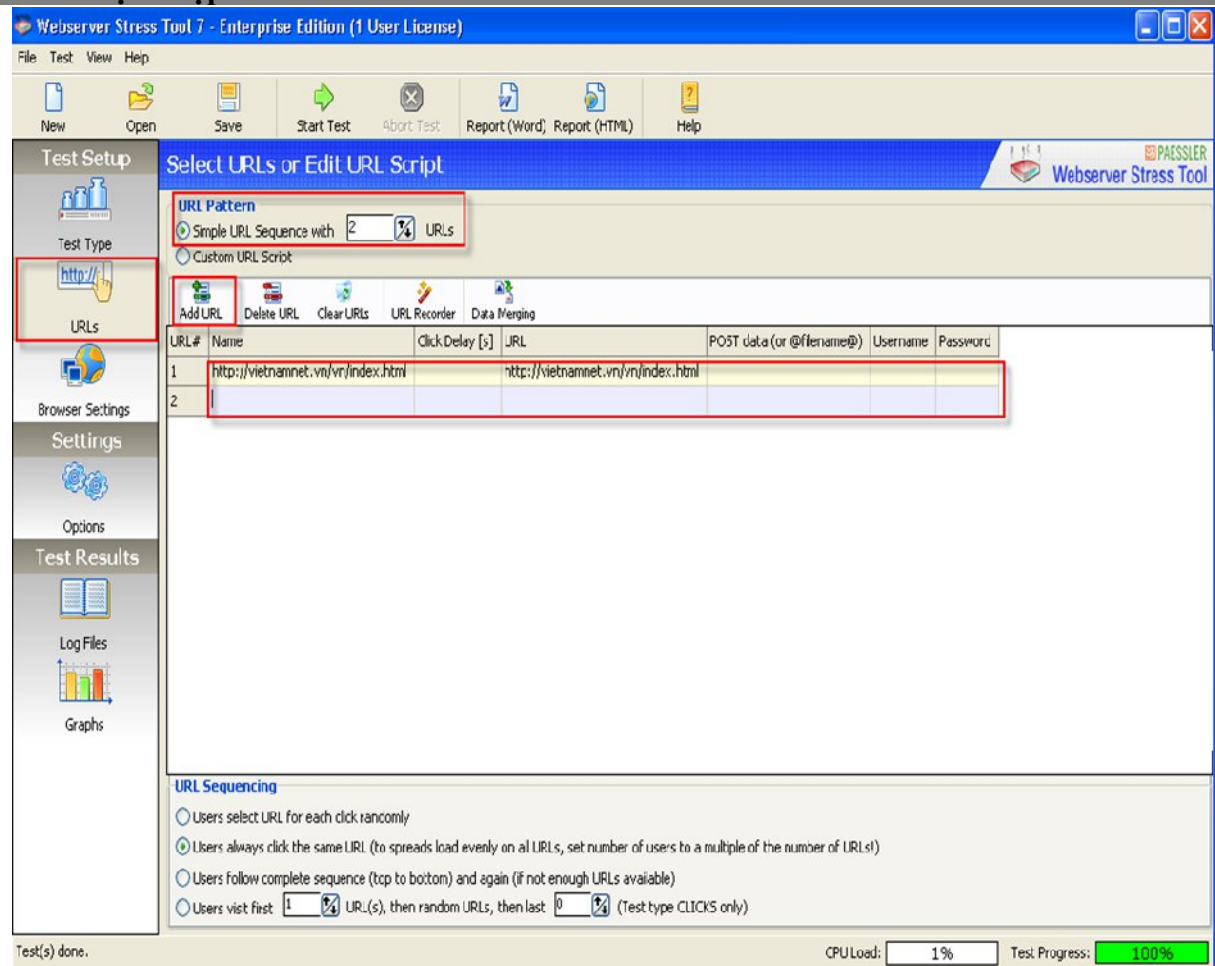 Webserver Stress Tool 7 - Enterprise Edition (1 User License)
File Test View Help
New Open Save Start Test Abort Test Report (Word) Report (HTML) Help
Test Setup
Select URLs or Edit URL Script
PAESSLER
Webserver Stress Tool
Test Type
http://
URLs
Browser Settings
Settings
Options
Test Results
Log Files
Graphs
URL Pattern
Simple URL Sequence with 2 URLs
Custom URL Script
Add URL Delete URL Clear URLs URL Recorder Data Merging
URL# Name Click Delay [s] URL POST data (or @filename@) Username Password
1 http://vietnamnet.vn/vn/index.html http://vietnamnet.vn/vn/index.html
2
URL Sequencing
Users select URL for each click randomly
Users always click the same URL (to spreads load evenly on all URLs, set number of users to a multiple of the number of URLs!)
Users follow complete sequence (top to bottom) and again (if not enough URLs available)
Users vist first 1 URL(s), then random URLs, then last 0 (Test type CLICKS only)
Test(s) done. CPU Load: 1% Test Progress: 100%